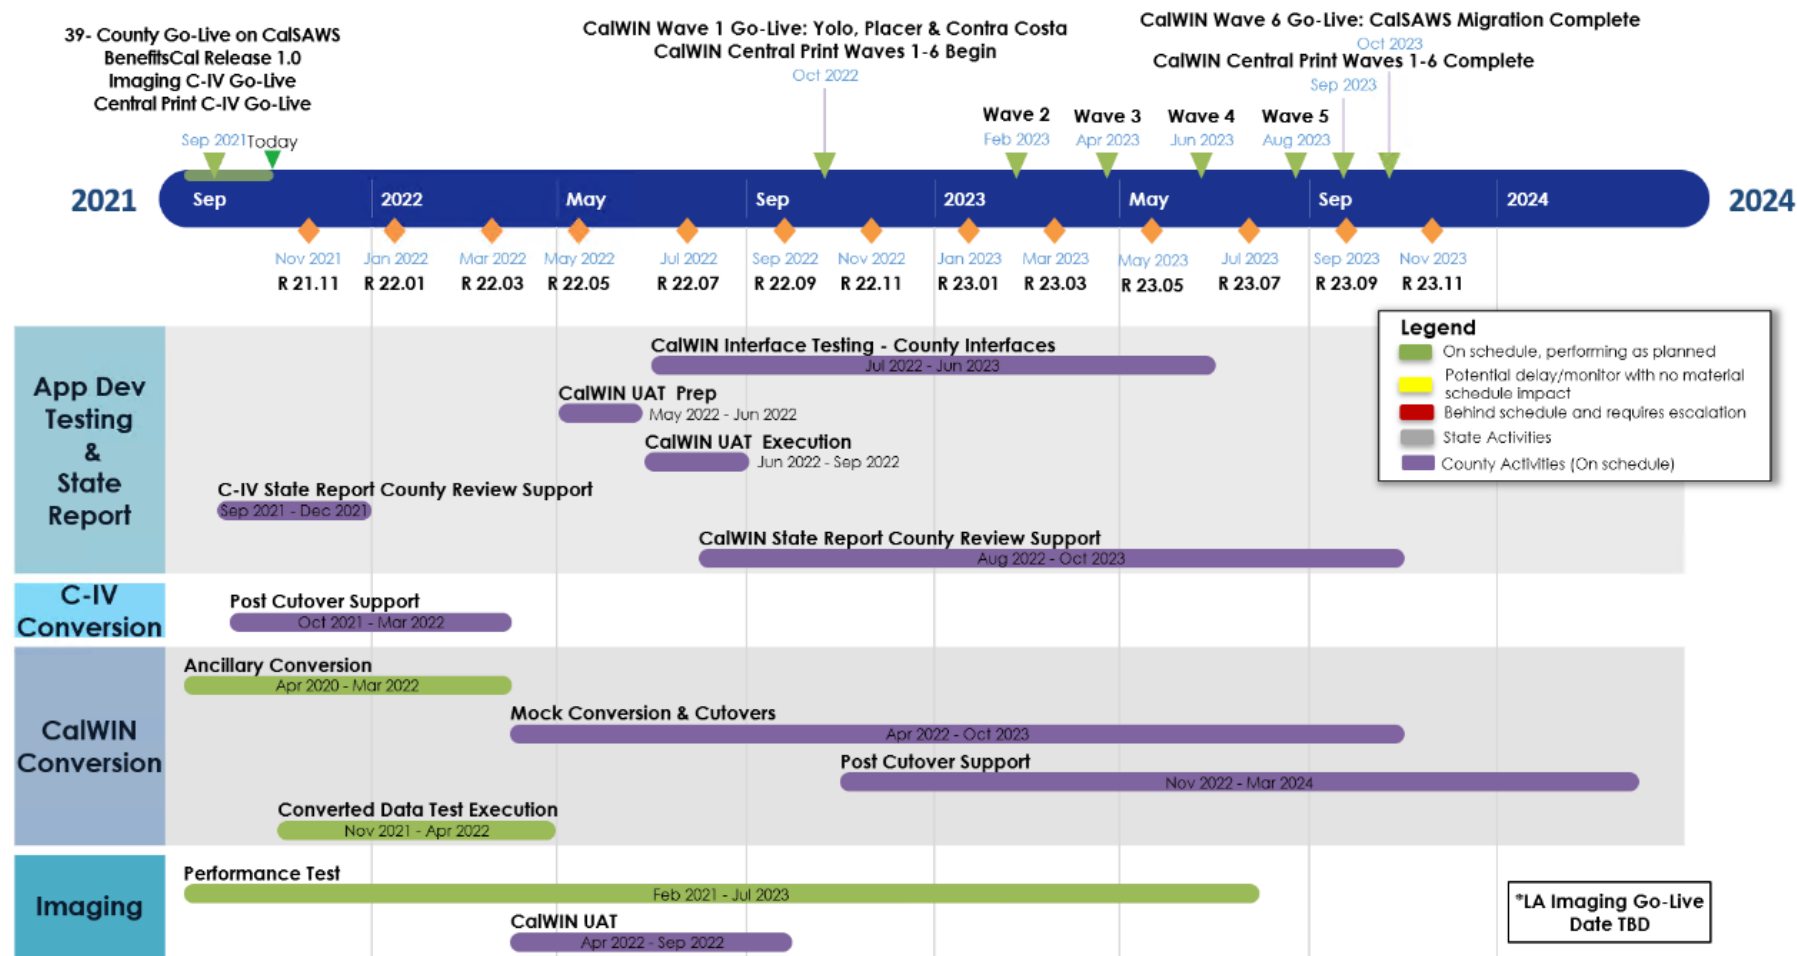 39- County Go-Live on CalSAWS
BenefitsCal Release 1.0
Imaging C-IV Go-Live
Central Print C-IV Go-Live
Sep 2021
Today
CalWIN Wave 1 Go-Live: Yolo, Placer & Contra Costa
CalWIN Central Print Waves 1-6 Begin
Oct 2022
CalWIN Wave 6 Go-Live: CalSAWS Migration Complete
Oct 2023
CalWIN Central Print Waves 1-6 Complete
Sep 2023
Wave 2
Feb 2023
Wave 3
Apr 2023
Wave 4
Jun 2023
Wave 5
Aug 2023
2021
Sep
2022
May
Sep
2023
May
Sep
2024
2024
Nov 2021
R 21.11
Jan 2022
R 22.01
Mar 2022
R 22.03
May 2022
R 22.05
Jul 2022
R 22.07
Sep 2022
R 22.09
Nov 2022
R 22.11
Jan 2023
R 23.01
Mar 2023
R 23.03
May 2023
R 23.05
Jul 2023
R 23.07
Sep 2023
R 23.09
Nov 2023
R 23.11
Legend
On schedule, performing as planned
Potential delay/monitor with no material
schedule impact
Behind schedule and requires escalation
State Activities
County Activities (On schedule)
App Dev
Testing
&
State
Report
CalWIN Interface Testing - County Interfaces
Jul 2022 - Jun 2023
CalWIN UAT Prep
May 2022 - Jun 2022
CalWIN UAT Execution
Jun 2022 - Sep 2022
C-IV State Report County Review Support
Sep 2021 - Dec 2021
CalWIN State Report County Review Support
Aug 2022 - Oct 2023
C-IV
Conversion
Post Cutover Support
Oct 2021 - Mar 2022
CalWIN
Conversion
Ancillary Conversion
Apr 2020 - Mar 2022
Mock Conversion & Cutovers
Apr 2022 - Oct 2023
Post Cutover Support
Nov 2022 - Mar 2024
Converted Data Test Execution
Nov 2021 - Apr 2022
Imaging
Performance Test
Feb 2021 - Jul 2023
CalWIN UAT
Apr 2022 - Sep 2022
*LA Imaging Go-Live
Date TBD